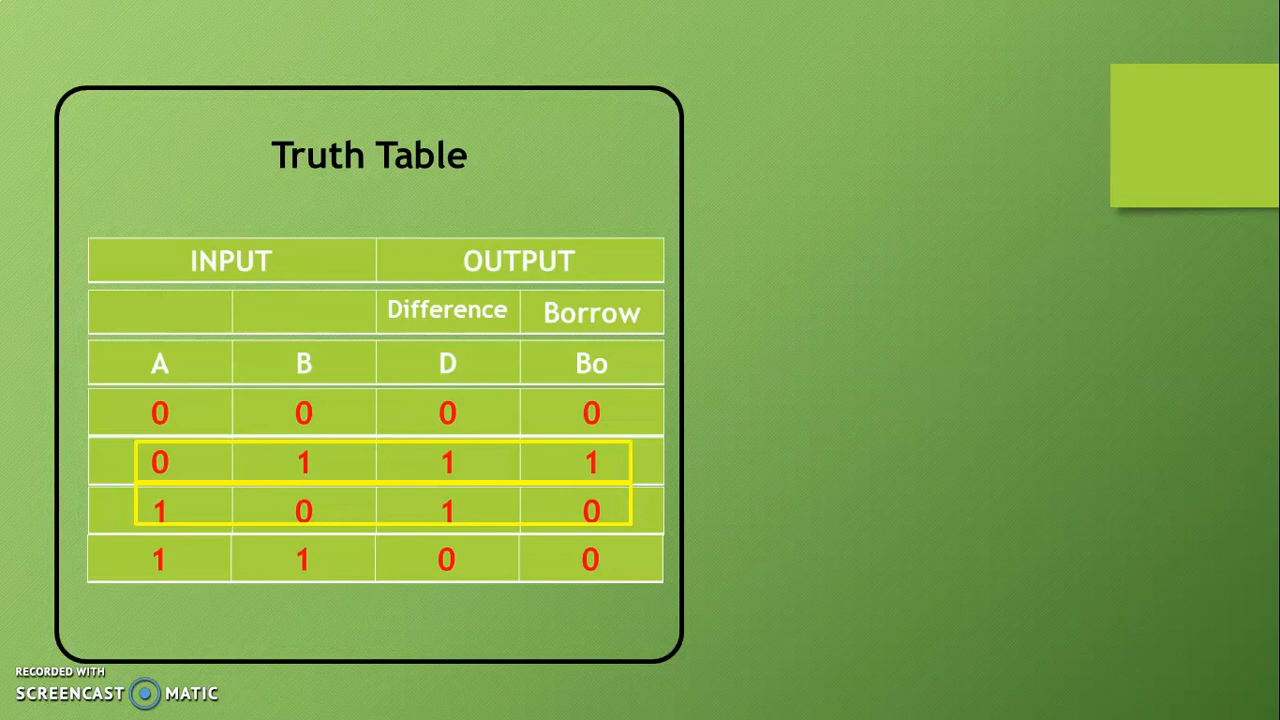 Truth Table
INPUT OUTPUT
Difference Borrow
A B D Bo
0 0 0 0
0 1 1 1
1 0 1 0
1 1 0 0
RECORDED WITH
SCREENCAST MATIC